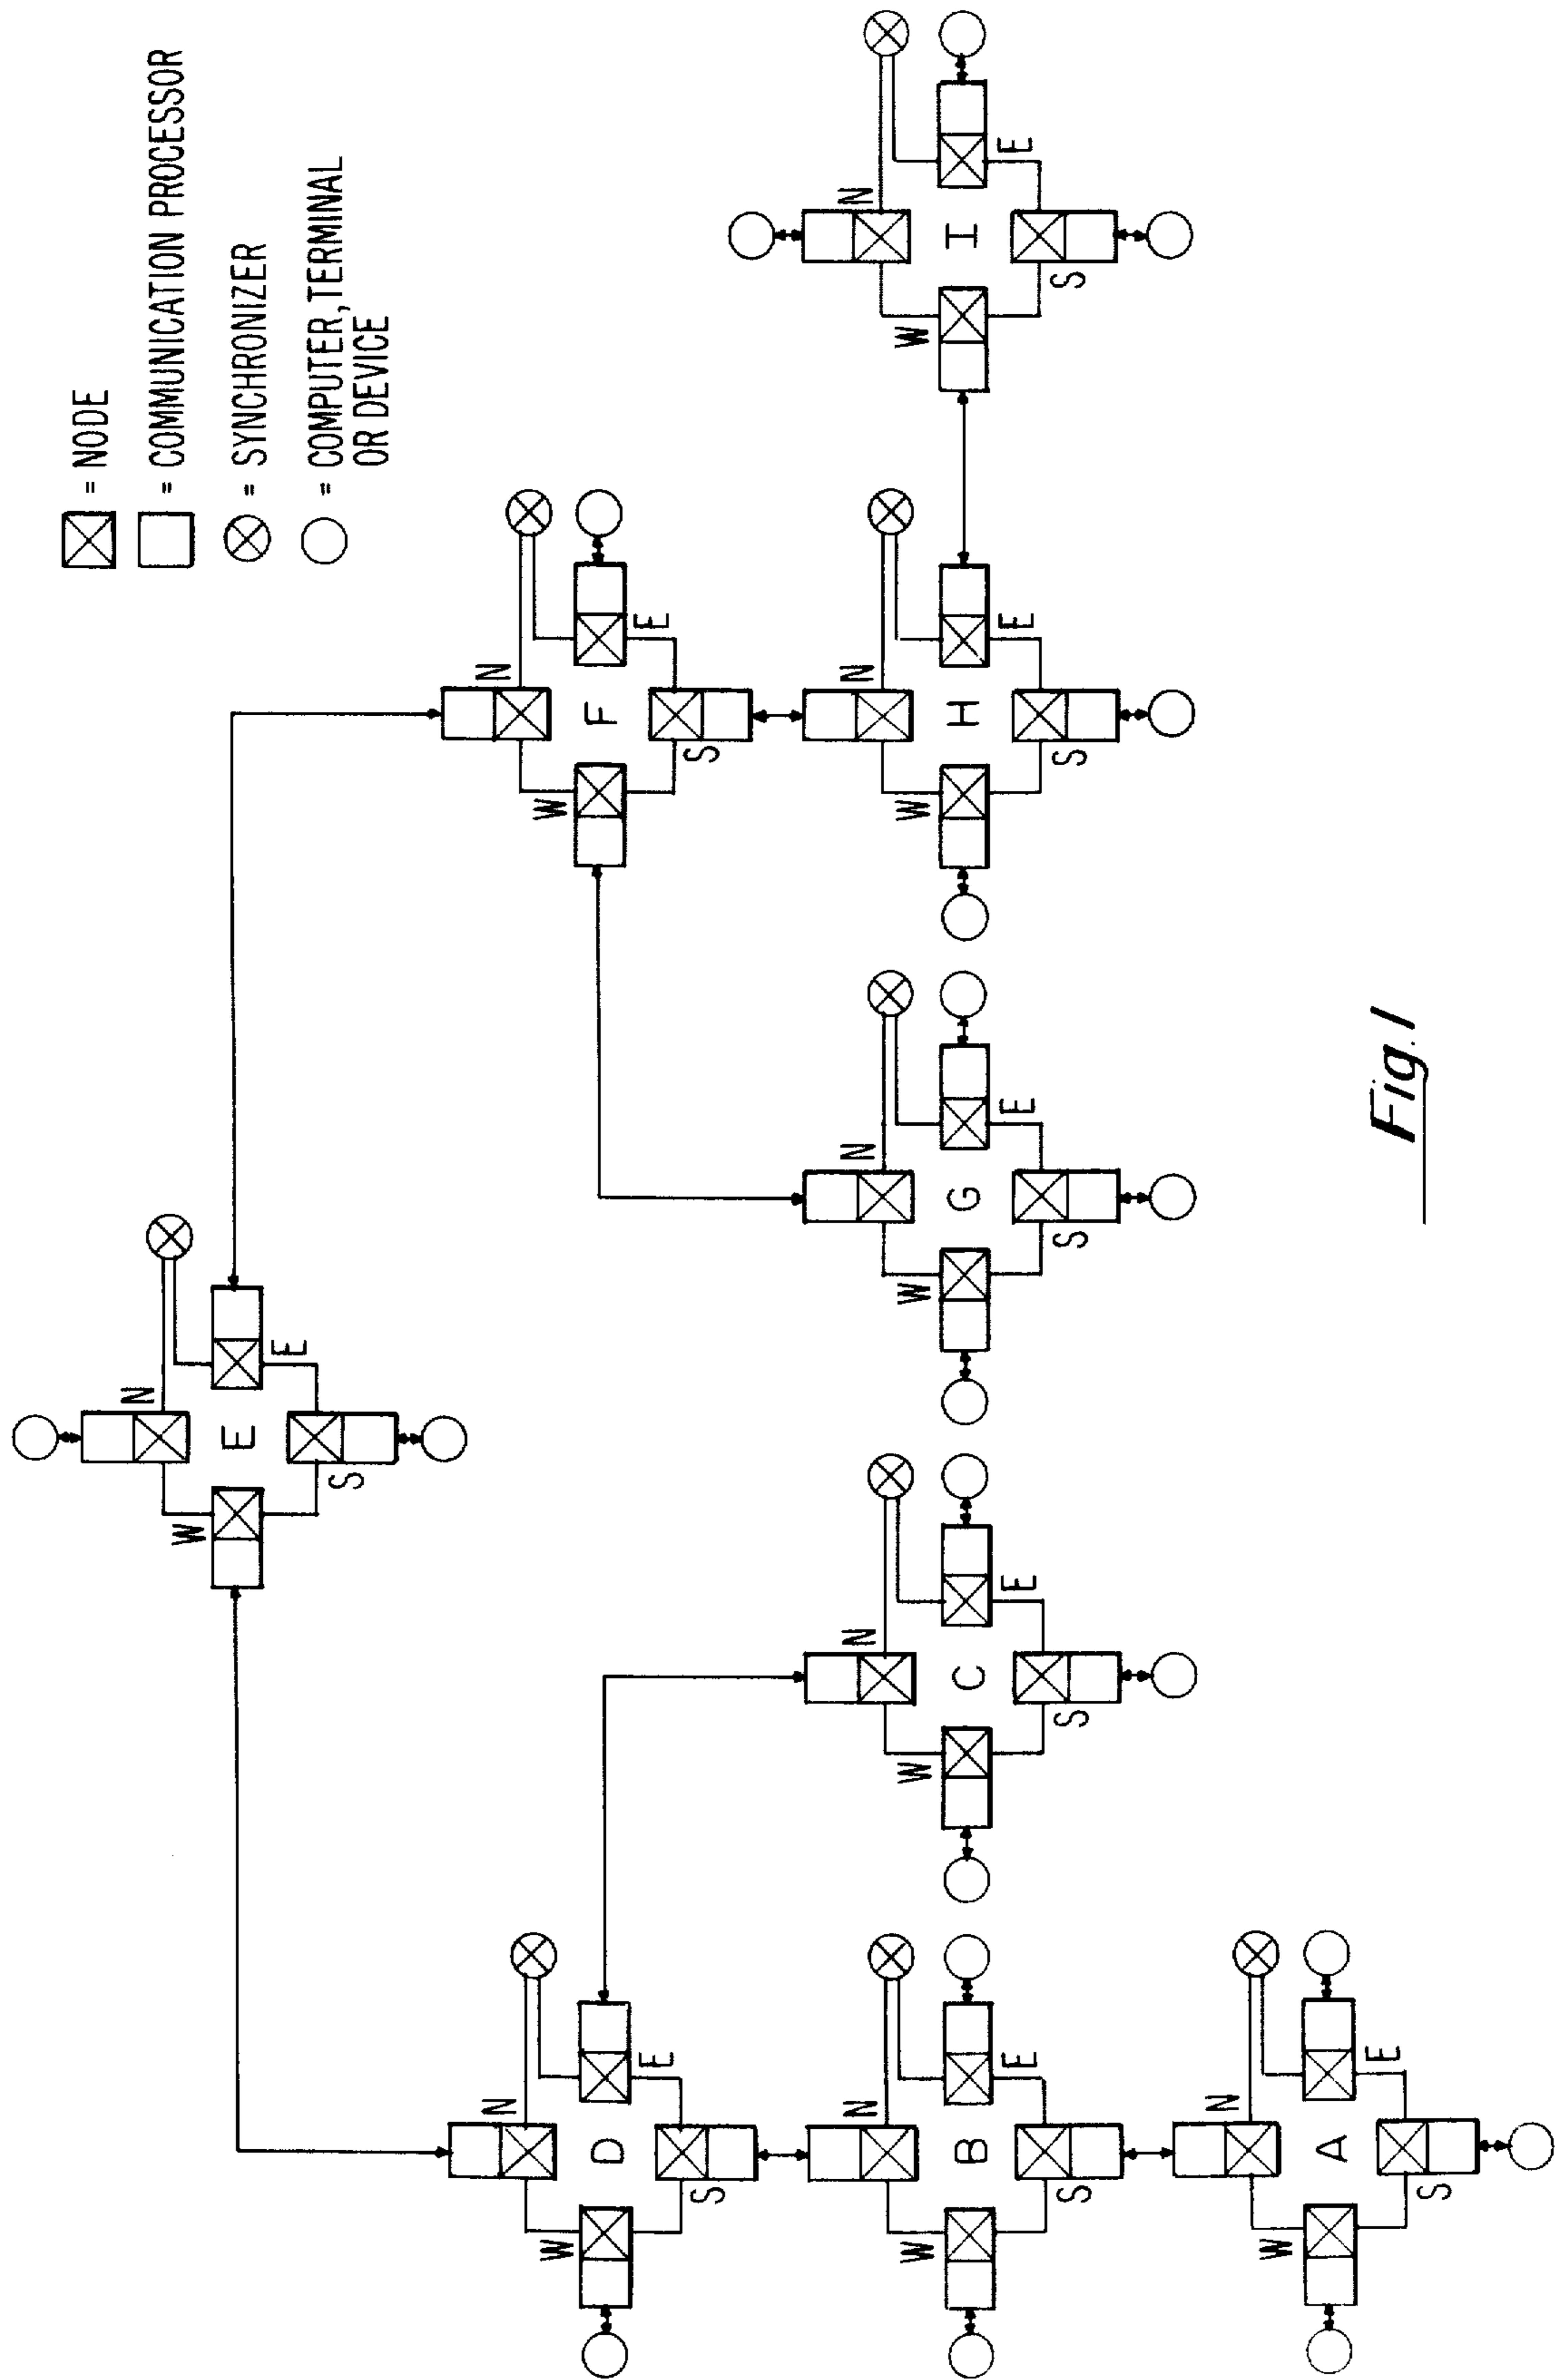 = NODE
= COMMUNICATION PROCESSOR
= SYNCHRONIZER
= COMPUTER, TERMINAL
OR DEVICE
N
W E E
S
N
W D E
S
N
W F E
S
N
W B E
S
N
W C E
S
N
W G E
S
N
W H E
S
N
W I E
S
N
W A E
S
Fig. 1